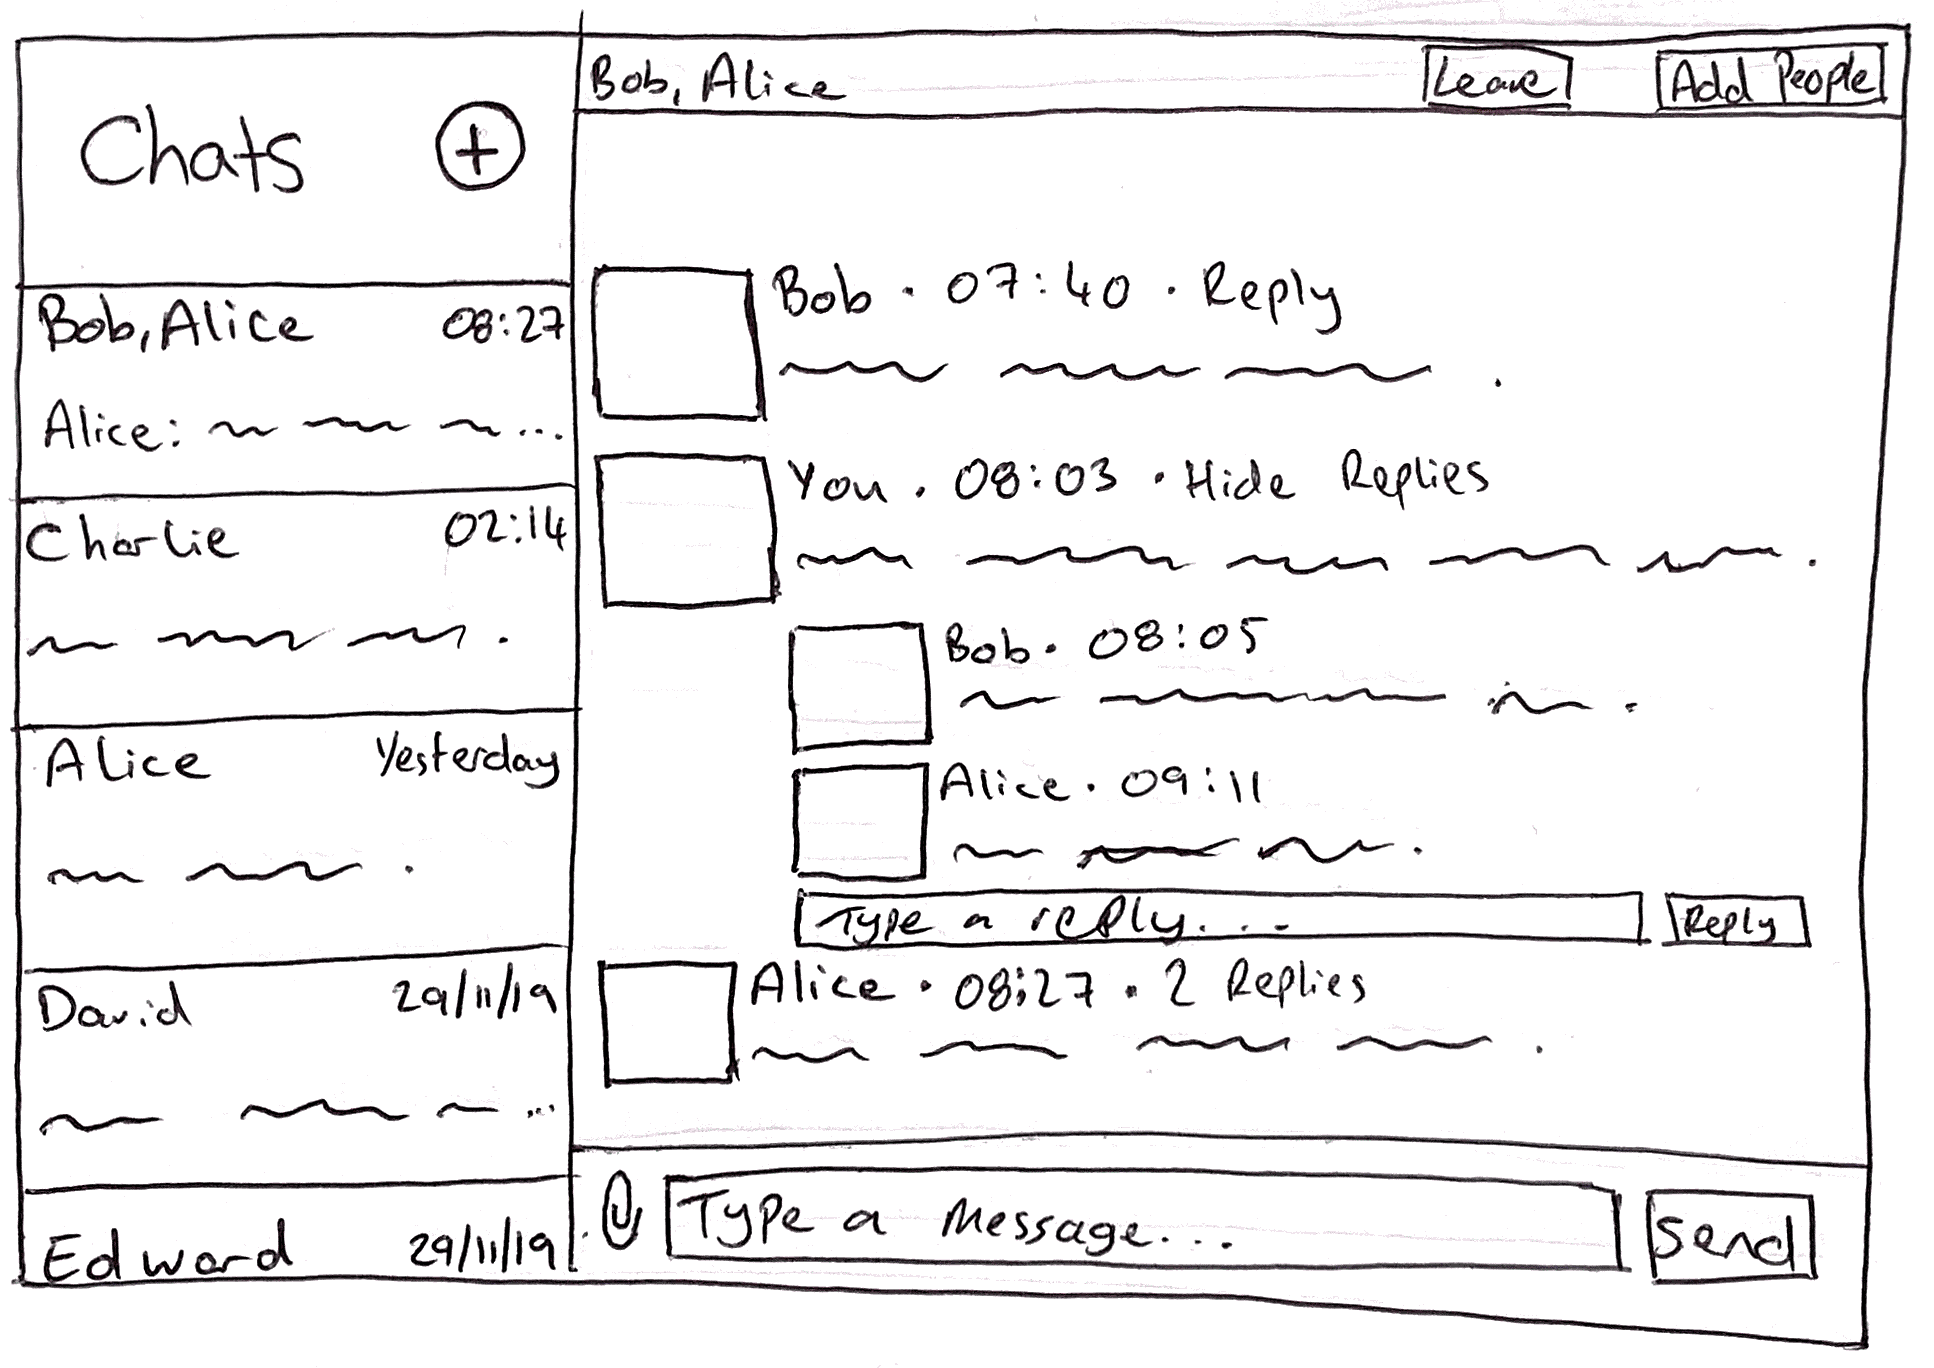 Chats +
Bob, Alice 08:27
Alice: ...
Charlie 02:14
Alice Yesterday
David 29/11/19
...
Edward 29/11/19
Bob, Alice Leave Add People
Bob · 07:40 · Reply
You · 08:03 · Hide Replies
Bob · 08:05
Alice · 09:11
Type a reply... Reply
Alice · 08:27 · 2 Replies
Type a Message... Send